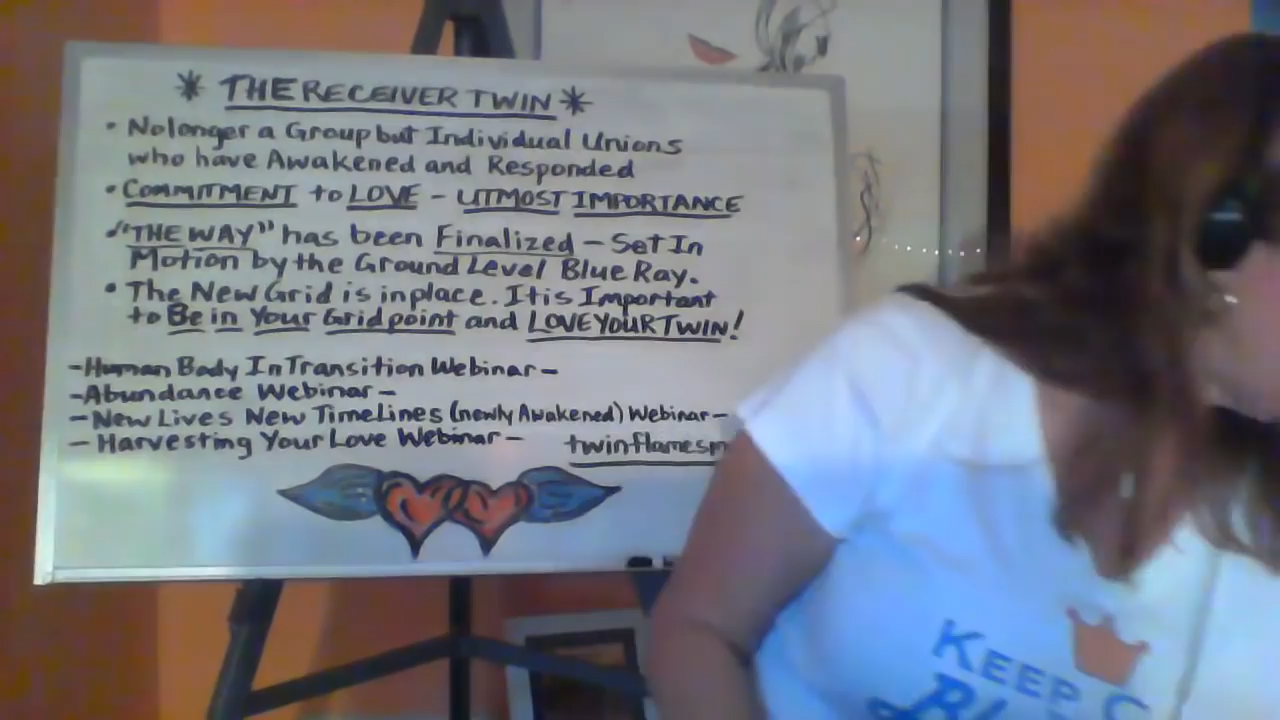 * THE RECEIVER TWIN *
• No longer a Group but Individual Unions
who have Awakened and Responded
• COMMITMENT to LOVE - UTMOST IMPORTANCE
✓ "THE WAY" has been Finalized - Set In
Motion by the Ground Level Blue Ray.
• The New Grid is in place. It is Important
to Be in Your Gridpoint and LOVE YOUR TWIN!
- Human Body In Transition Webinar -
- Abundance Webinar -
- New Lives New TimeLines (newly Awakened) Webinar -
- Harvesting Your Love Webinar -
twinflames
KEEP C